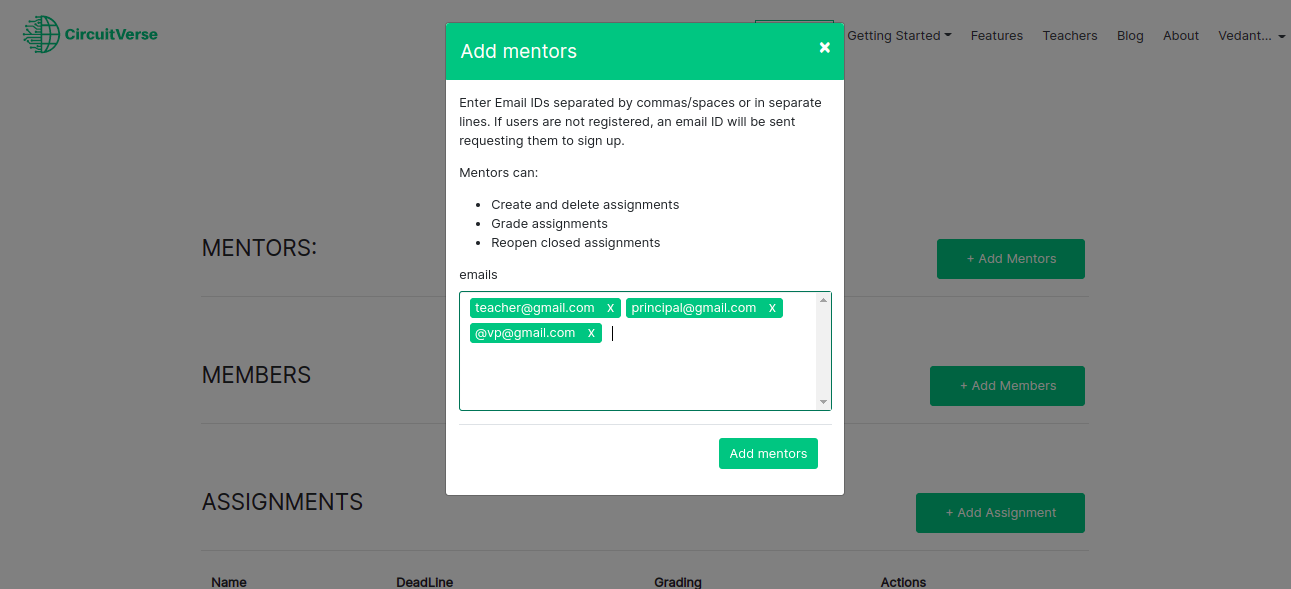 CircuitVerse
Getting Started
Features
Teachers
Blog
About
Vedant...
Add mentors
×
Enter Email IDs separated by commas/spaces or in separate
lines. If users are not registered, an email ID will be sent
requesting them to sign up.
Mentors can:
• Create and delete assignments
• Grade assignments
• Reopen closed assignments
emails
teacher@gmail.com x principal@gmail.com x
@vp@gmail.com x
Add mentors
MENTORS:
+ Add Mentors
MEMBERS
+ Add Members
ASSIGNMENTS
+ Add Assignment
Name DeadLine Grading Actions